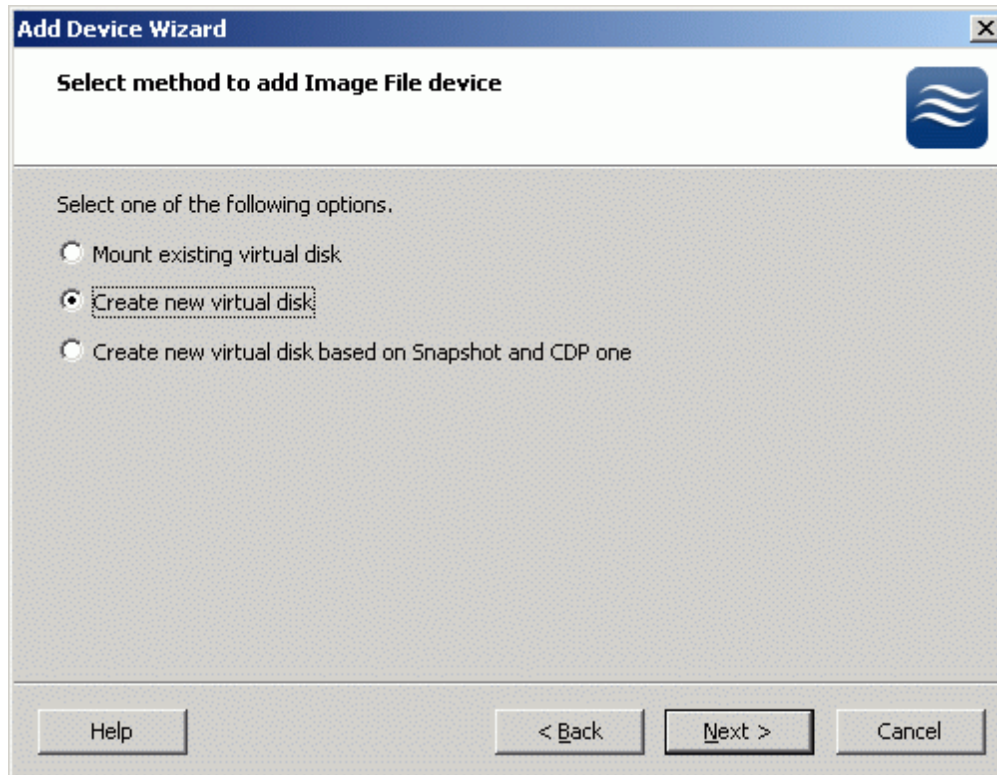 Add Device Wizard
Select method to add Image File device
Select one of the following options.
Mount existing virtual disk
Create new virtual disk
Create new virtual disk based on Snapshot and CDP one
Help
< Back
Next >
Cancel